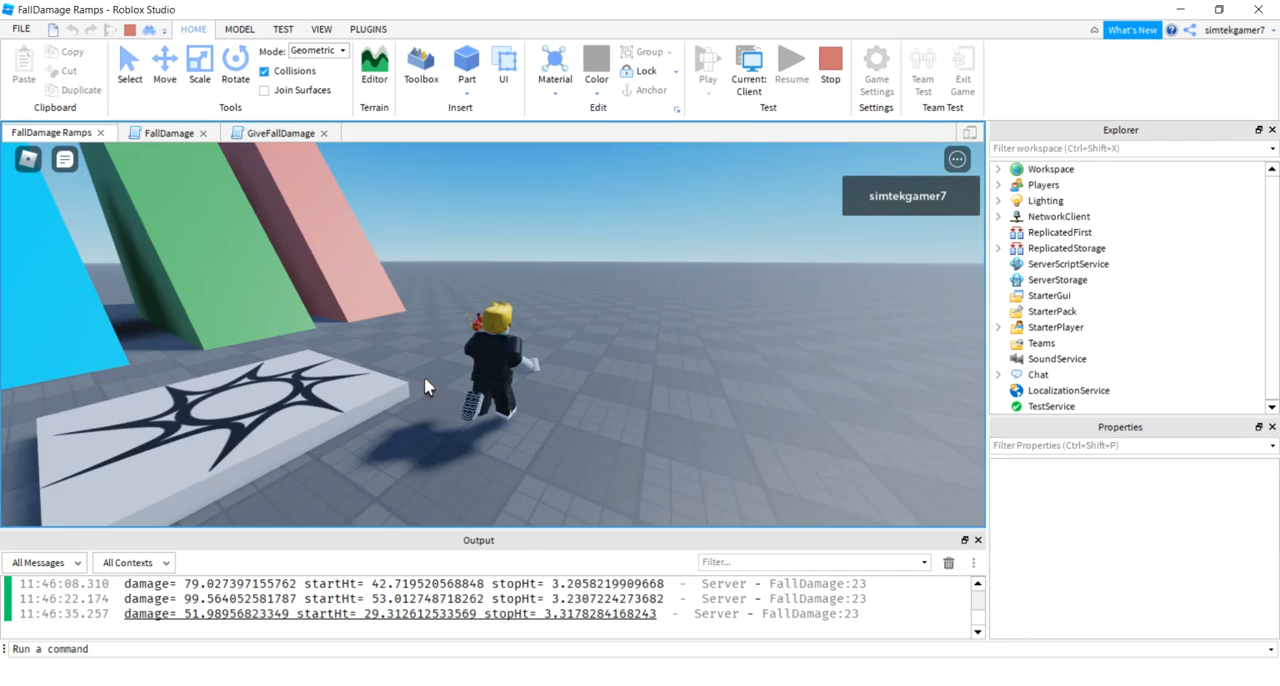 FallDamage Ramps - Roblox Studio
FILE HOME MODEL TEST VIEW PLUGINS What's New simtekgamer7
Paste Copy Cut Duplicate Clipboard
Select Move Scale Rotate Mode: Geometric Collisions Join Surfaces Tools
Editor Terrain
Toolbox Part UI Insert
Material Color Group Lock Anchor Edit
Play Current: Client Resume Stop Test
Game Settings Settings
Team Test Exit Game Team Test
FallDamage Ramps FallDamage GiveFallDamage
simtekgamer7
Explorer
Filter workspace (Ctrl+Shift+X)
Workspace
Players
Lighting
NetworkClient
ReplicatedFirst
ReplicatedStorage
ServerScriptService
ServerStorage
StarterGui
StarterPack
StarterPlayer
Teams
SoundService
Chat
LocalizationService
TestService
Properties
Filter Properties (Ctrl+Shift+P)
Output
All Messages All Contexts Filter...
11:46:08.310 damage= 79.027397155762 startHt= 42.719520568848 stopHt= 3.2058219909668 - Server - FallDamage:23
11:46:22.174 damage= 99.564052581787 startHt= 53.012748718262 stopHt= 3.2307224273682 - Server - FallDamage:23
11:46:35.257 damage= 51.98956823349 startHt= 29.312612533569 stopHt= 3.3178284168243 - Server - FallDamage:23
Run a command